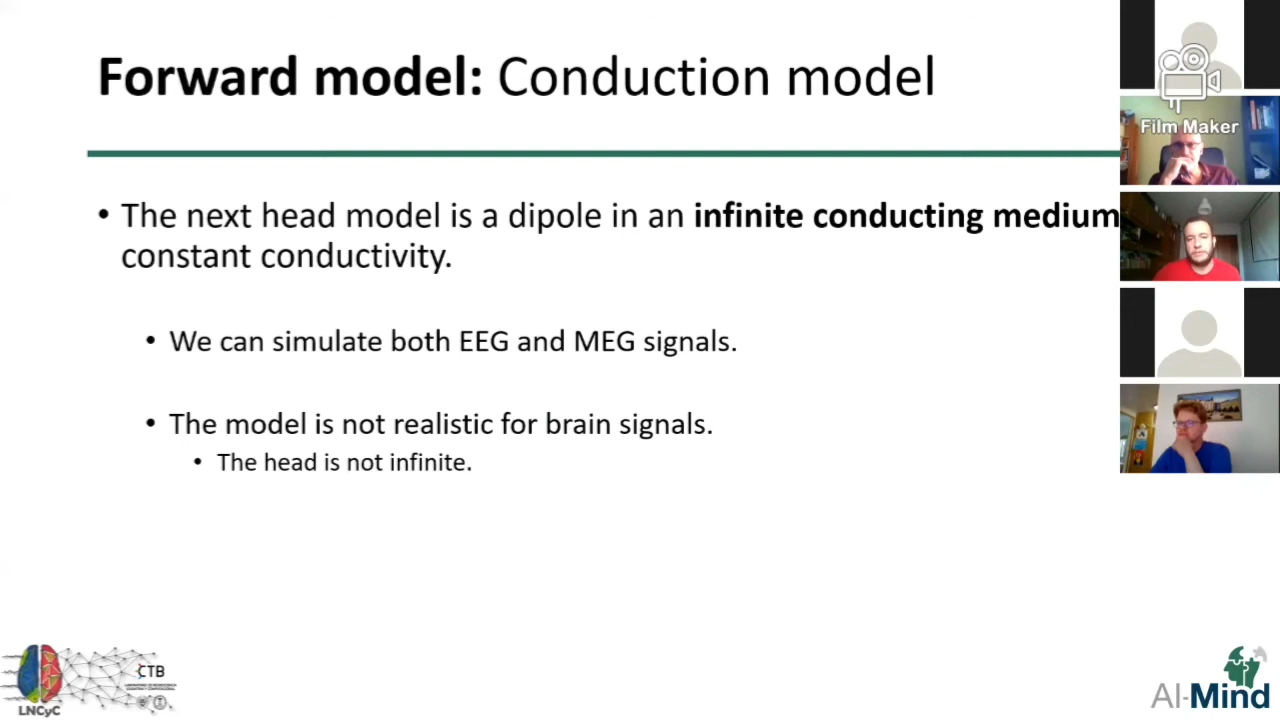 Forward model: Conduction model
Film Maker
• The next head model is a dipole in an infinite conducting medium
constant conductivity.
• We can simulate both EEG and MEG signals.
• The model is not realistic for brain signals.
• The head is not infinite.
CTB
LNCyC
AI-Mind